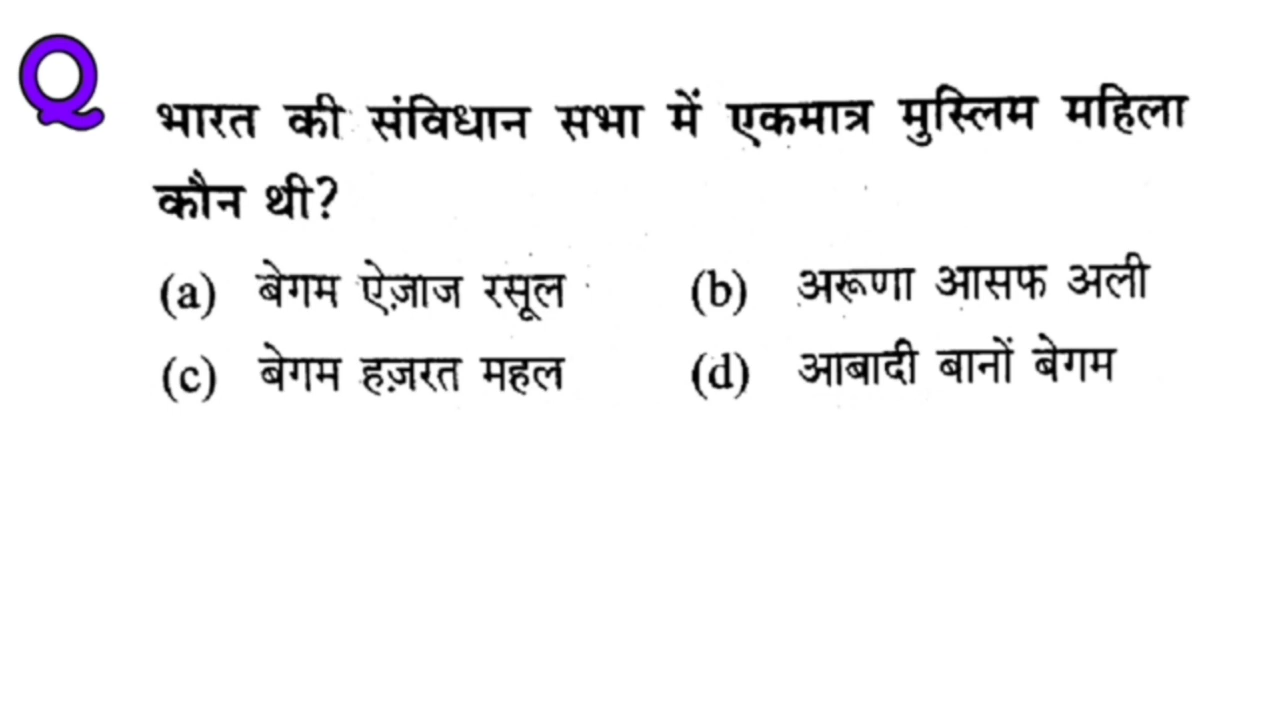 Q
भारत की संविधान सभा में एकमात्र मुस्लिम महिला
कौन थी?
(a) बेगम ऐज़ाज रसूल (b) अरूणा आसफ अली
(c) बेगम हज़रत महल (d) आबादी बानों बेगम